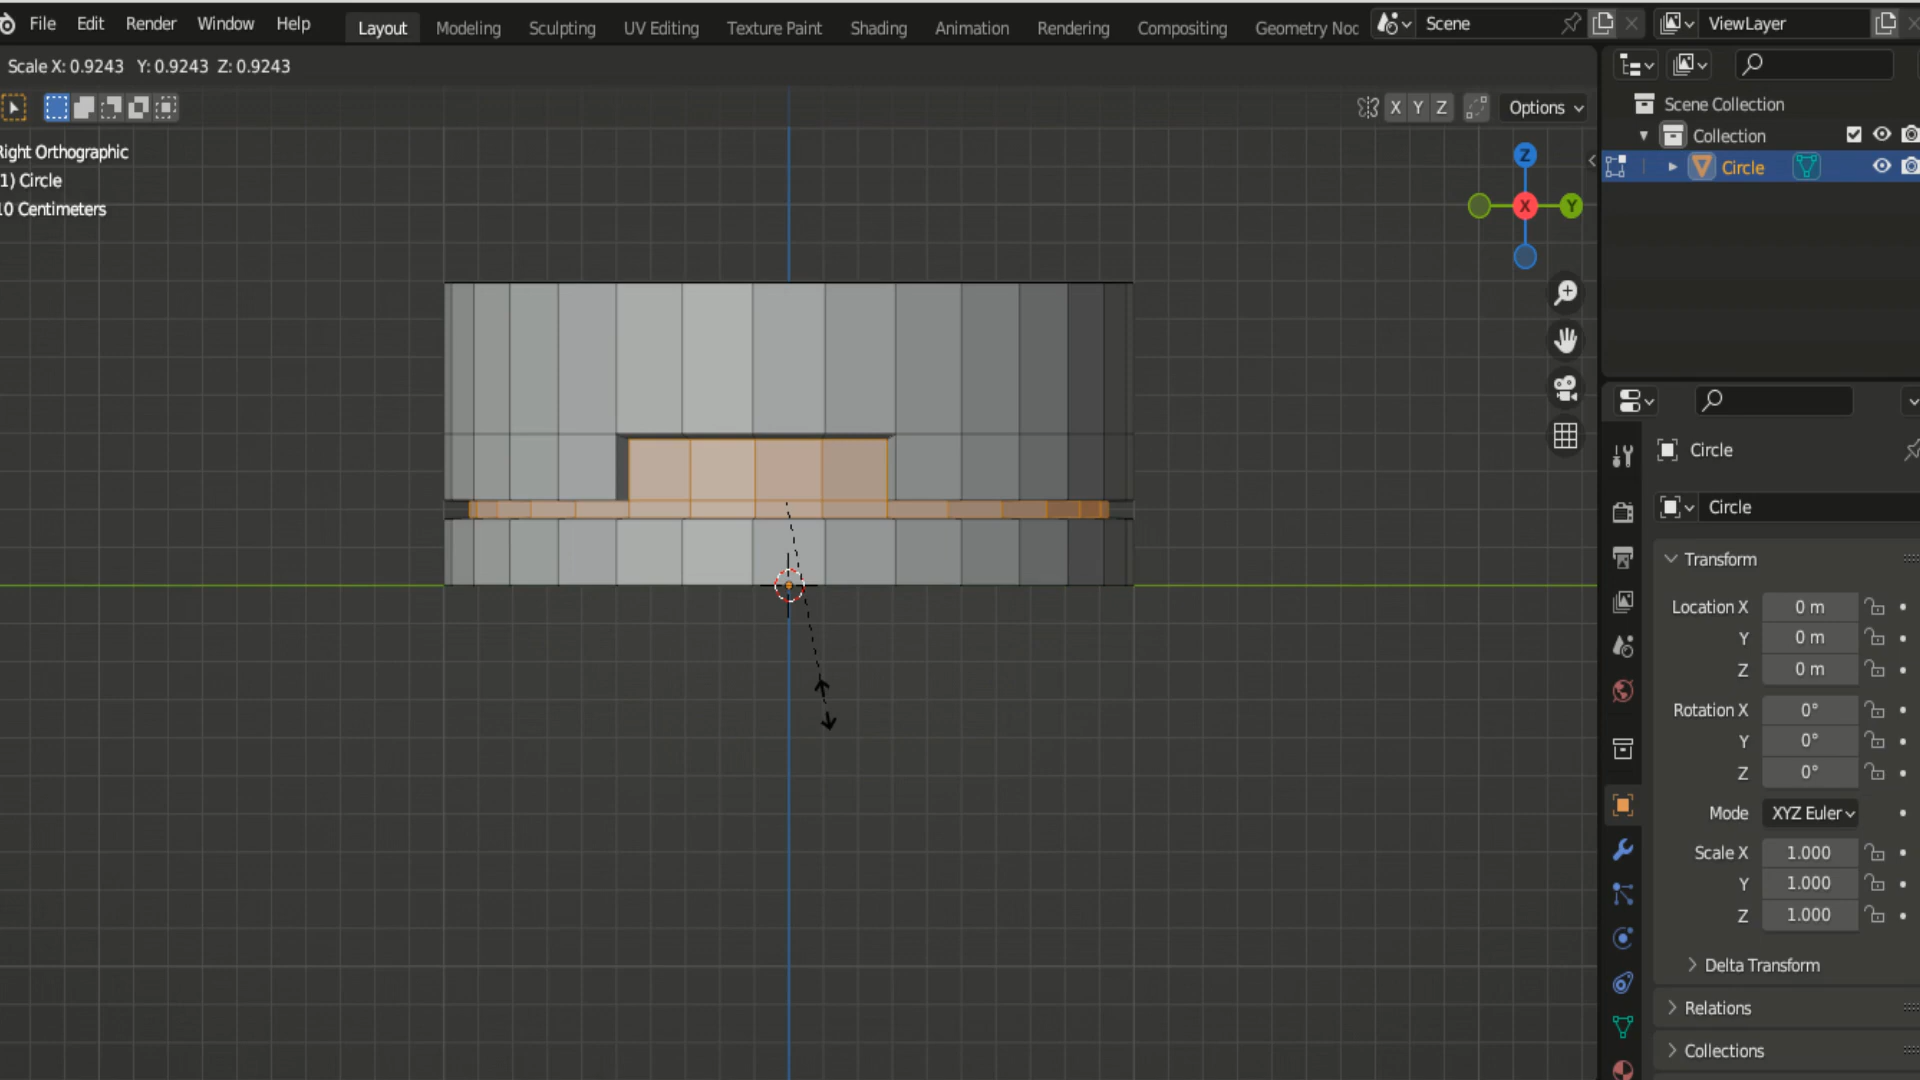 File Edit Render Window Help Layout Modeling Sculpting UV Editing Texture Paint Shading Animation Rendering Compositing Geometry Noc Scene ViewLayer
Scale X: 0.9243 Y: 0.9243 Z: 0.9243
X Y Z Options
Right Orthographic
1) Circle
10 Centimeters
Z
X
Y
Scene Collection
Collection
Circle
Circle
Circle
Transform
Location X 0 m
Y 0 m
Z 0 m
Rotation X 0°
Y 0°
Z 0°
Mode XYZ Euler
Scale X 1.000
Y 1.000
Z 1.000
Delta Transform
Relations
Collections